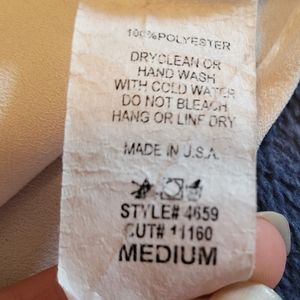 100% POLYESTER
DRYCLEAN OR
HAND WASH
WITH COLD WATER
DO NOT BLEACH
HANG OR LINE DRY
MADE IN U.S.A.
STYLE# 4659
CUT# 11160
MEDIUM